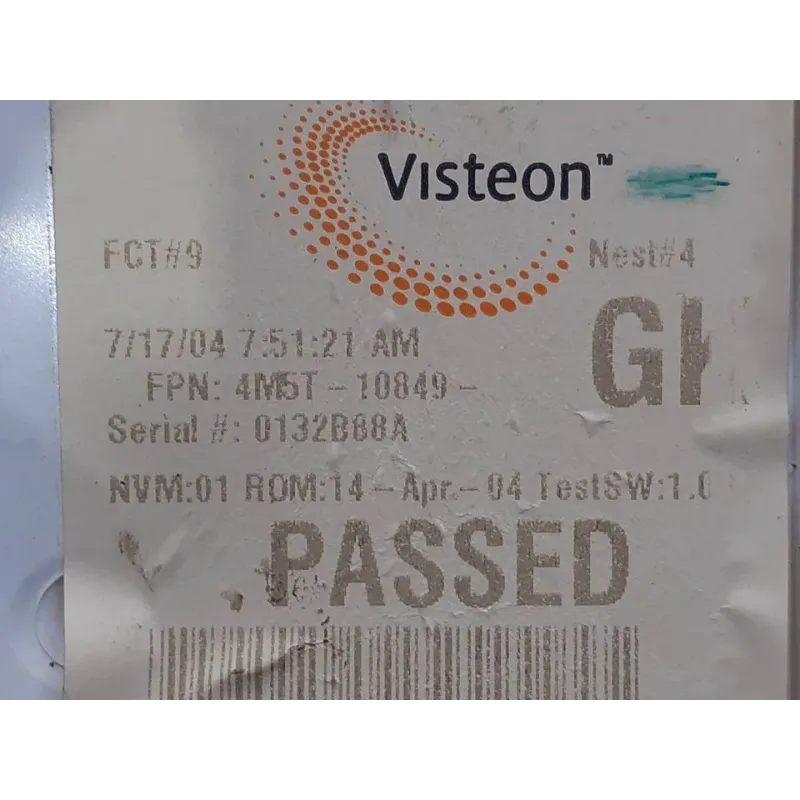 Visteon™
FCT#9 Nest#4
7/17/04 7:51:21 AM
FPN: 4M5T-10849-
Serial #: 0132B88A
NVM:01 ROM:14-Apr-04 TestSW:1.0
PASSED